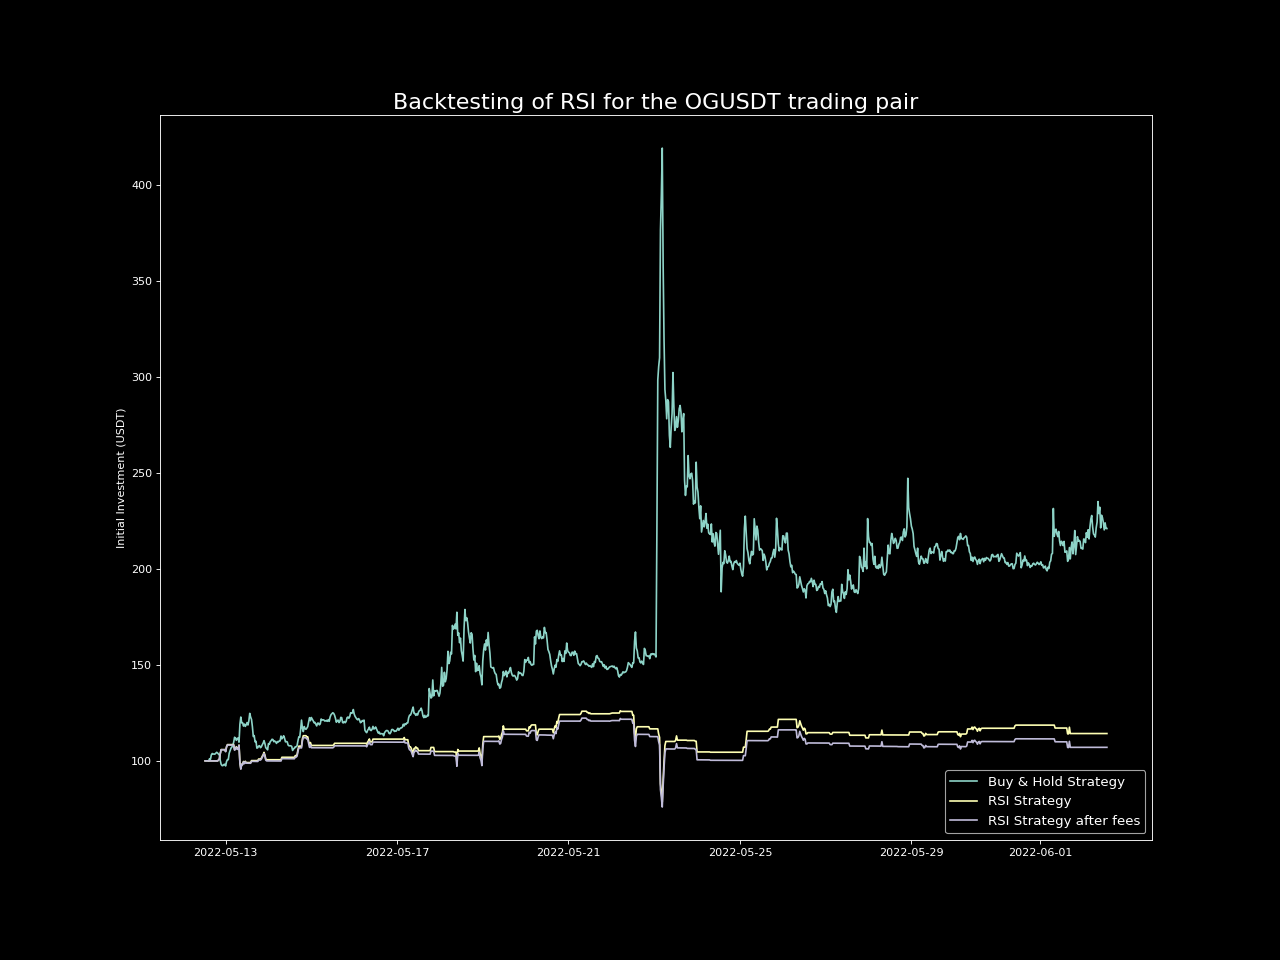 Backtesting of RSI for the OGUSDT trading pair
Initial Investment (USDT)
400
350
300
250
200
150
100
2022-05-13
2022-05-17
2022-05-21
2022-05-25
2022-05-29
2022-06-01
Buy & Hold Strategy
RSI Strategy
RSI Strategy after fees